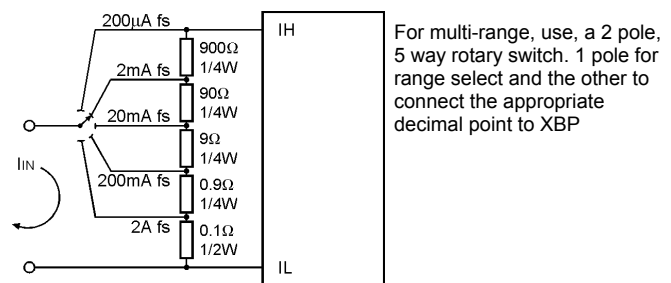 200µA fs
IH
900Ω
1/4W
2mA fs
90Ω
1/4W
20mA fs
9Ω
1/4W
IIN
200mA fs
0.9Ω
1/4W
2A fs
0.1Ω
1/2W
IL
For multi-range, use, a 2 pole,
5 way rotary switch. 1 pole for
range select and the other to
connect the appropriate
decimal point to XBP